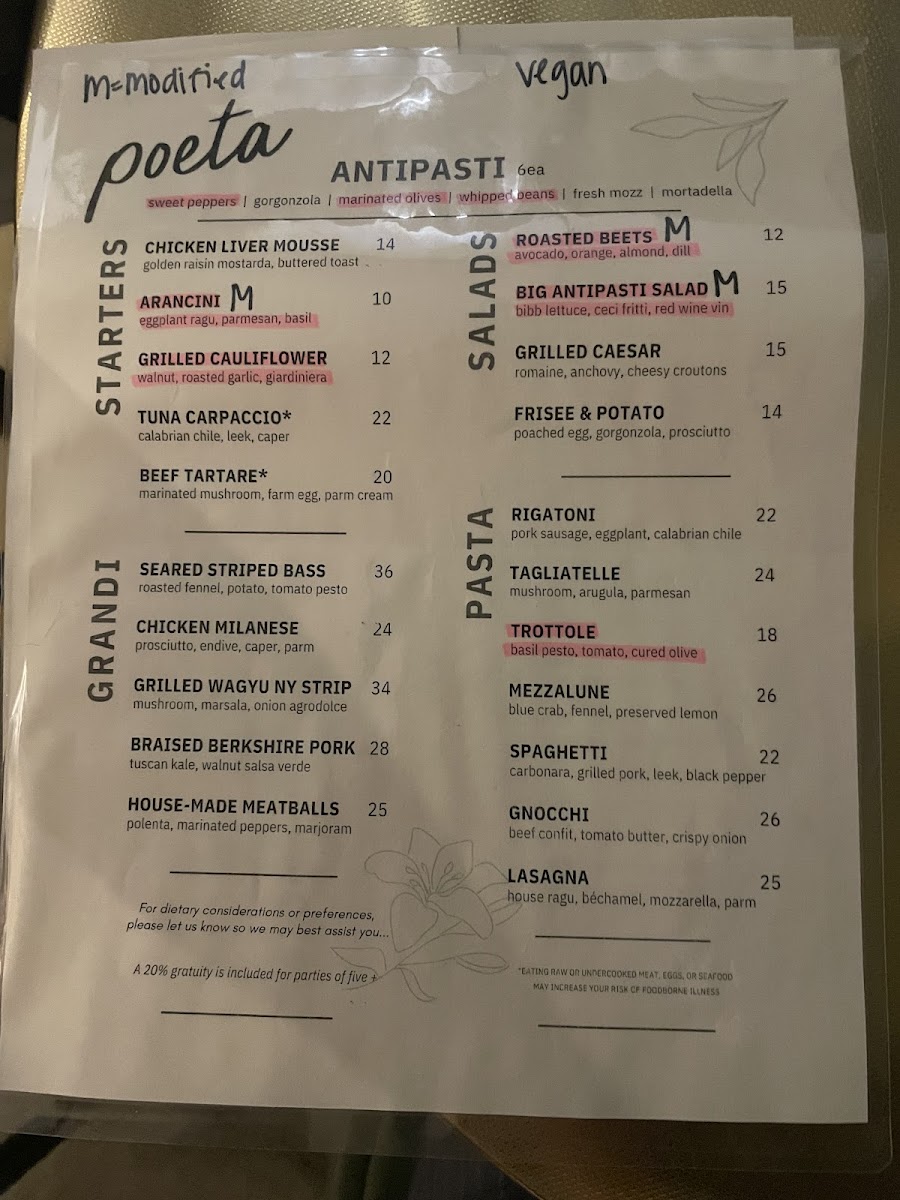 M=modified
vegan
poeta
ANTIPASTI 6ea
sweet peppers | gorgonzola | marinated olives | whipped beans | fresh mozz | mortadella
STARTERS
CHICKEN LIVER MOUSSE 14
golden raisin mostarda, buttered toast
ARANCINI M 10
eggplant ragu, parmesan, basil
GRILLED CAULIFLOWER 12
walnut, roasted garlic, giardiniera
TUNA CARPACCIO* 22
calabrian chile, leek, caper
BEEF TARTARE* 20
marinated mushroom, farm egg, parm cream
GRANDI
SEARED STRIPED BASS 36
roasted fennel, potato, tomato pesto
CHICKEN MILANESE 24
prosciutto, endive, caper, parm
GRILLED WAGYU NY STRIP 34
mushroom, marsala, onion agrodolce
BRAISED BERKSHIRE PORK 28
tuscan kale, walnut salsa verde
HOUSE-MADE MEATBALLS 25
polenta, marinated peppers, marjoram
For dietary considerations or preferences,
please let us know so we may best assist you...
A 20% gratuity is included for parties of five +
SALADS
ROASTED BEETS M 12
avocado, orange, almond, dill
BIG ANTIPASTI SALAD M 15
bibb lettuce, ceci fritti, red wine vin
GRILLED CAESAR 15
romaine, anchovy, cheesy croutons
FRISEE & POTATO 14
poached egg, gorgonzola, prosciutto
PASTA
RIGATONI 22
pork sausage, eggplant, calabrian chile
TAGLIATELLE 24
mushroom, arugula, parmesan
TROTTOLE 18
basil pesto, tomato, cured olive
MEZZALUNE 26
blue crab, fennel, preserved lemon
SPAGHETTI 22
carbonara, grilled pork, leek, black pepper
GNOCCHI 26
beef confit, tomato butter, crispy onion
LASAGNA 25
house ragu, béchamel, mozzarella, parm
*EATING RAW OR UNDERCOOKED MEAT, EGGS, OR SEAFOOD
MAY INCREASE YOUR RISK OF FOODBORNE ILLNESS